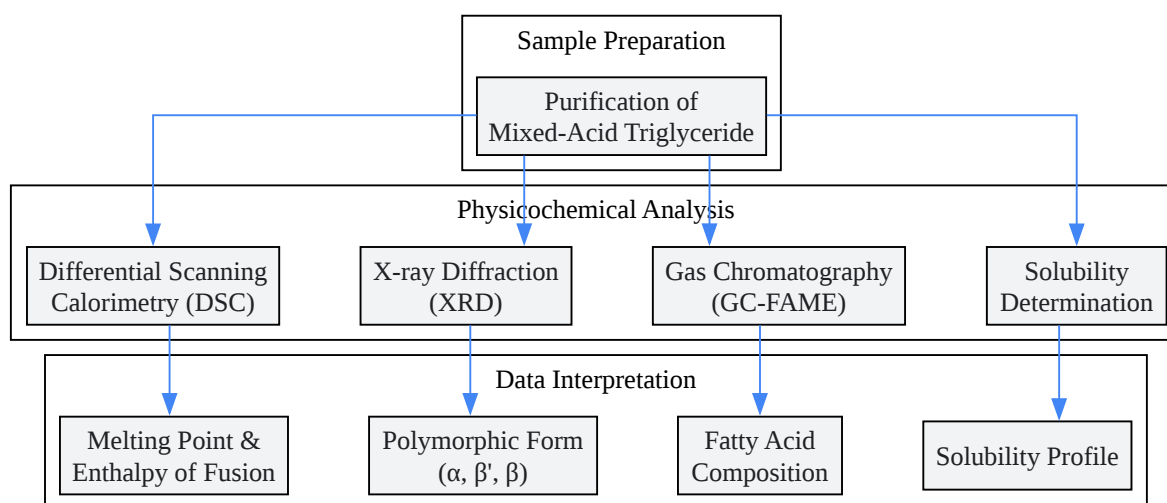 Sample Preparation
Purification of
Mixed-Acid Triglyceride
Physicochemical Analysis
Differential Scanning
Calorimetry (DSC)
X-ray Diffraction
(XRD)
Gas Chromatography
(GC-FAME)
Solubility
Determination
Data Interpretation
Melting Point &
Enthalpy of Fusion
Polymorphic Form
(α, β', β)
Fatty Acid
Composition
Solubility Profile